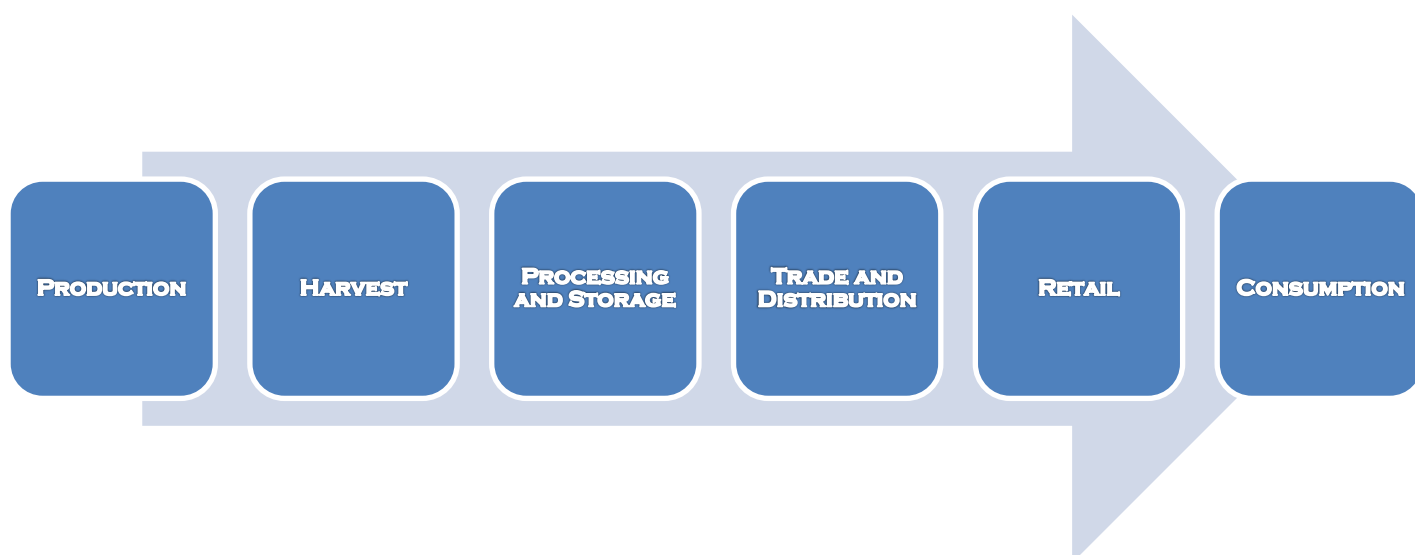 Production
Harvest
Processing
and Storage
Trade and
Distribution
Retail
Consumption